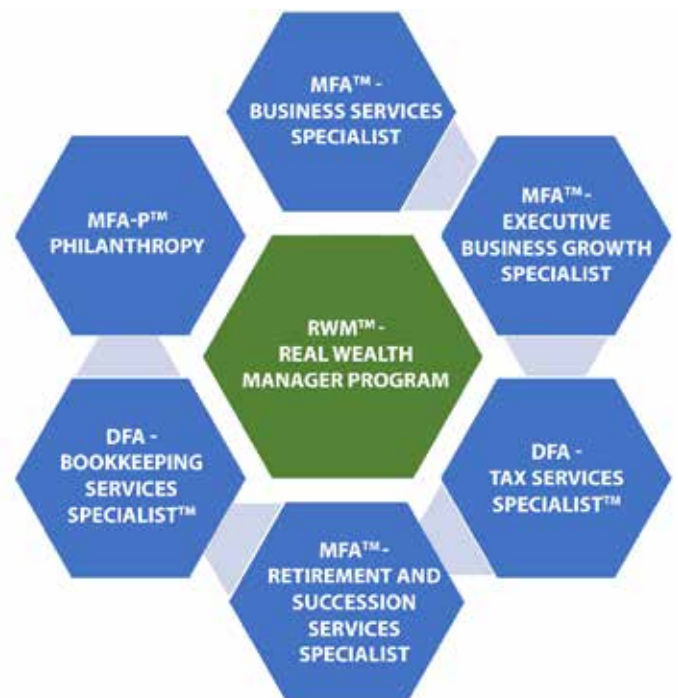 MFA™ -
BUSINESS SERVICES
SPECIALIST
MFA-P™
PHILANTHROPY
MFA™ -
EXECUTIVE
BUSINESS GROWTH
SPECIALIST
RWM™ -
REAL WEALTH
MANAGER PROGRAM
DFA -
BOOKKEEPING
SERVICES
SPECIALIST™
DFA -
TAX SERVICES
SPECIALIST™
MFA™ -
RETIREMENT AND
SUCCESSION
SERVICES
SPECIALIST